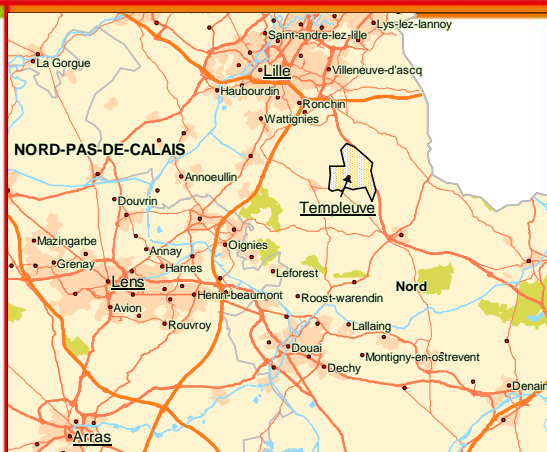 Lys-lez-lannoy
Saint-andre-lez-lille
La Gorgue
Lille
Villeneuve-d'ascq
Haubourdin
Ronchin
Wattignies
NORD-PAS-DE-CALAIS
Annoeullin
Douvrin
Templeuve
Mazingarbe
Oignies
Annay
Grenay
Harnes
Leforest
Lens
Nord
Henin-beaumont
Roost-warendin
Avion
Rouvroy
Lallaing
Douai
Montigny-en-ostrevent
Dechy
Denain
Arras